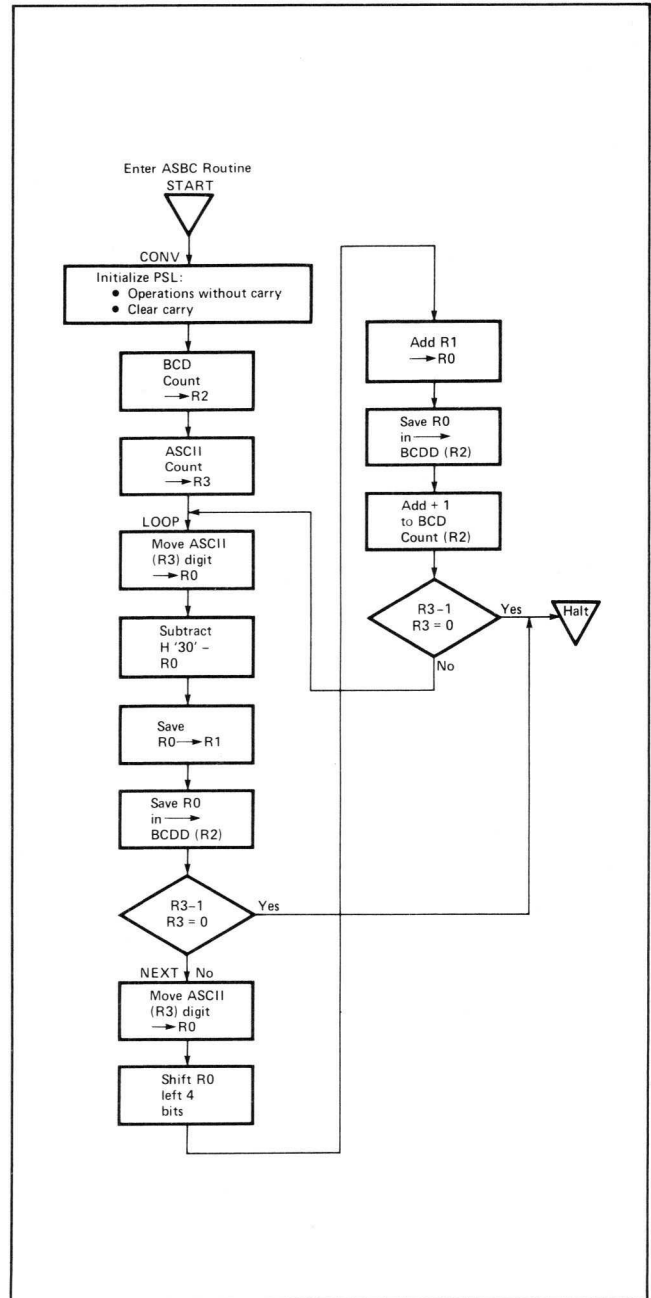 Enter ASBC Routine
START
CONV
Initialize PSL:
• Operations without carry
• Clear carry
BCD
Count
→R2
ASCII
Count
→R3
LOOP
Move ASCII
(R3) digit
→R0
Subtract
H '30' –
R0
Save
R0→R1
Save R0
in→
BCDD (R2)
R3–1
R3 = 0
Yes
NEXT No
Move ASCII
(R3) digit
→R0
Shift R0
left 4
bits
Add R1
→R0
Save R0
in→
BCDD (R2)
Add + 1
to BCD
Count (R2)
R3–1
R3 = 0
Yes
No
Halt